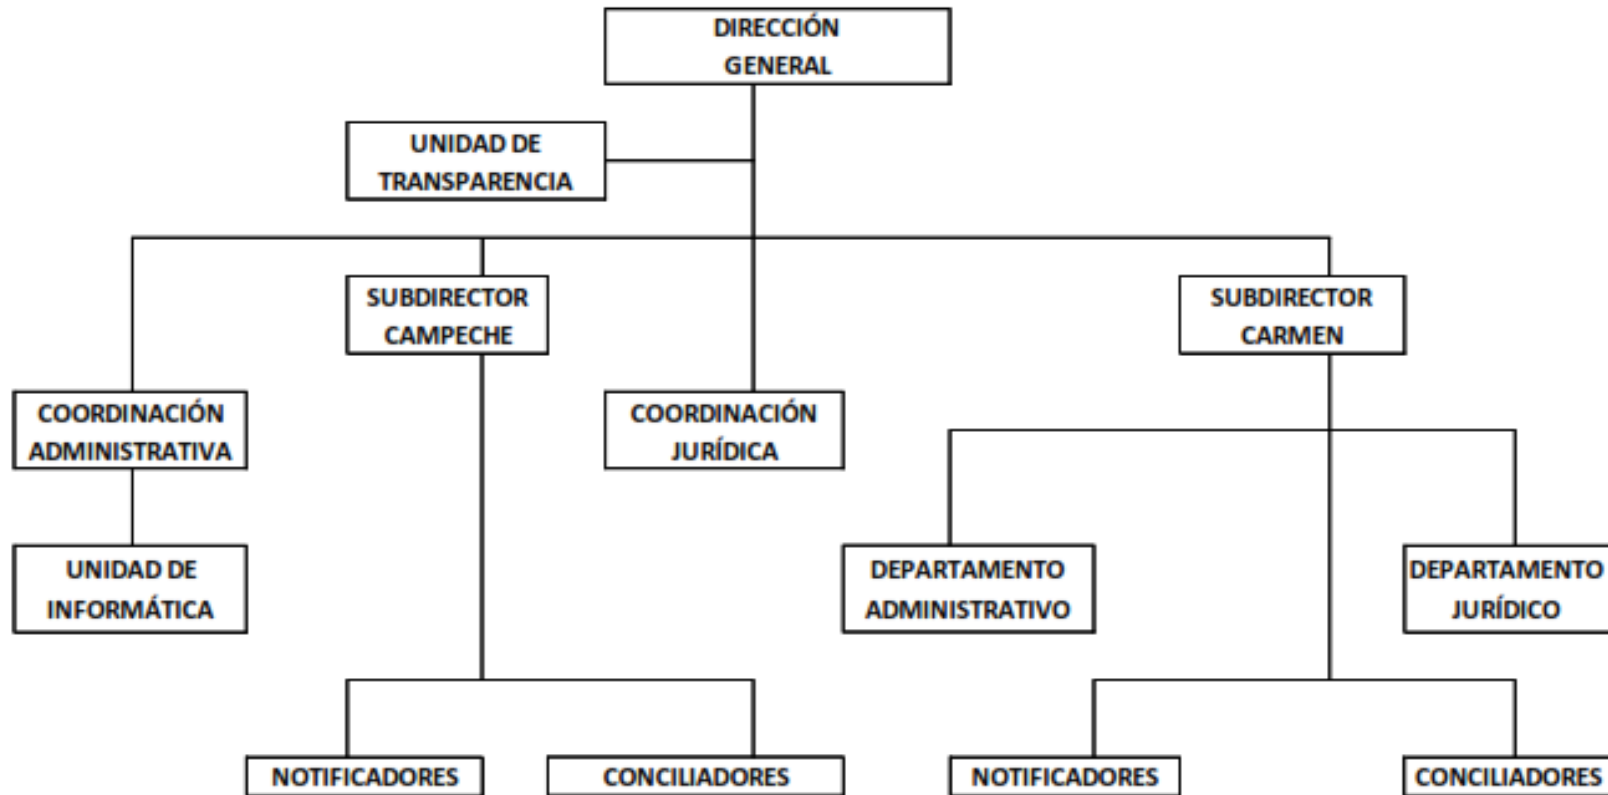 DIRECCIÓN
GENERAL
UNIDAD DE
TRANSPARENCIA
SUBDIRECTOR
CAMPECHE
SUBDIRECTOR
CARMEN
COORDINACIÓN
ADMINISTRATIVA
COORDINACIÓN
JURÍDICA
UNIDAD DE
INFORMÁTICA
DEPARTAMENTO
ADMINISTRATIVO
DEPARTAMENTO
JURÍDICO
NOTIFICADORES
CONCILIADORES
NOTIFICADORES
CONCILIADORES